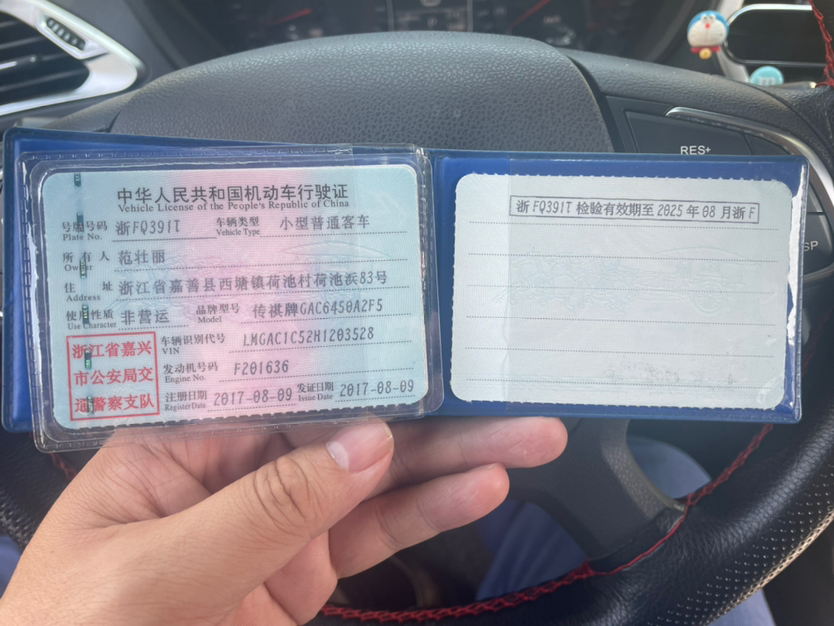 中华人民共和国机动车行驶证
Vehicle License of the People's Republic of China
号牌号码 浙FQ391T 车辆类型 小型普通客车
Plate No. Vehicle Type
所有人 范壮丽
Owner
住址 浙江省嘉善县西塘镇荷池村荷池浜83号
Address
使用性质 非营运 品牌型号 传祺牌GAC6450A2F5
Use Character Model
浙江省嘉兴
市公安局交
通警察支队
车辆识别代号 LMGAC1C52H1203528
VIN
发动机号码 F201636
Engine No.
注册日期 2017-08-09 发证日期 2017-08-09
Register Date Issue Date
浙FQ391T 检验有效期至 2025年08月浙F
RES+
SP